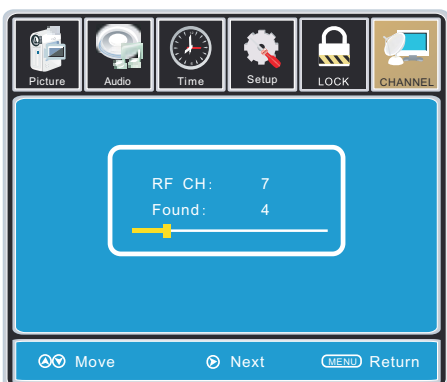 Picture Audio Time Setup LOCK CHANNEL
RF CH: 7
Found: 4
Move Next MENU Return